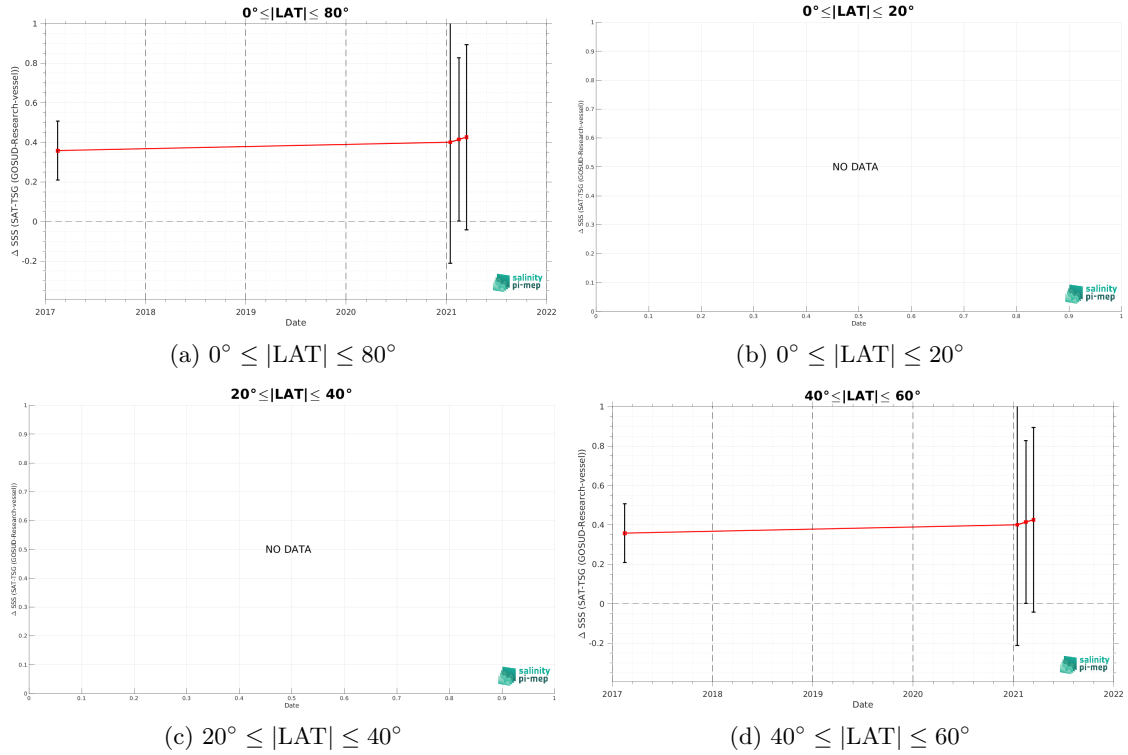 0°≤|LAT|≤ 80°
Δ SSS (SAT-TSG (GOSUD-Research-vessel))
1
0.8
0.6
0.4
0.2
0
-0.2
2017 2018 2019 2020 2021 2022
Date
salinity
pi-mep
(a) 0° ≤ |LAT| ≤ 80°
0°≤|LAT|≤ 20°
Δ SSS (SAT-TSG (GOSUD-Research-vessel))
1
0.9
0.8
0.7
0.6
0.5
0.4
0.3
0.2
0.1
0
NO DATA
0 0.1 0.2 0.3 0.4 0.5 0.6 0.7 0.8 0.9 1
Date
salinity
pi-mep
(b) 0° ≤ |LAT| ≤ 20°
20°≤|LAT|≤ 40°
Δ SSS (SAT-TSG (GOSUD-Research-vessel))
1
0.9
0.8
0.7
0.6
0.5
0.4
0.3
0.2
0.1
0
NO DATA
0 0.1 0.2 0.3 0.4 0.5 0.6 0.7 0.8 0.9 1
Date
salinity
pi-mep
(c) 20° ≤ |LAT| ≤ 40°
40°≤|LAT|≤ 60°
Δ SSS (SAT-TSG (GOSUD-Research-vessel))
1
0.8
0.6
0.4
0.2
0
-0.2
2017 2018 2019 2020 2021 2022
Date
salinity
pi-mep
(d) 40° ≤ |LAT| ≤ 60°